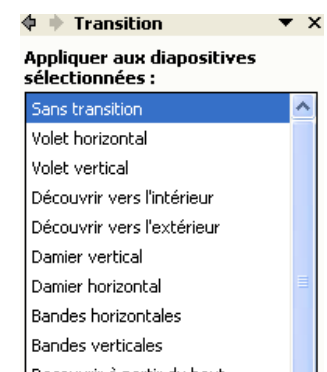 Transition
Appliquer aux diapositives
sélectionnées :
Sans transition
Volet horizontal
Volet vertical
Découvrir vers l'intérieur
Découvrir vers l'extérieur
Damier vertical
Damier horizontal
Bandes horizontales
Bandes verticales